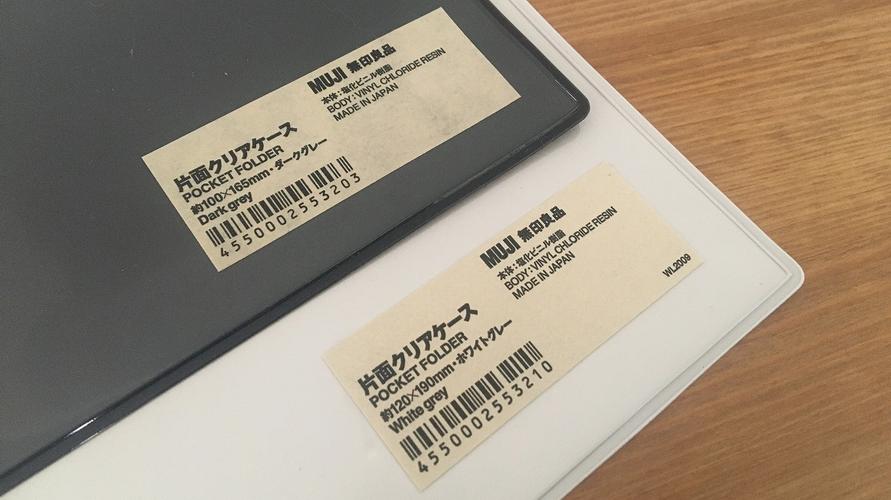 MUJI 無印良品
本体：塩化ビニル樹脂
BODY : VINYL CHLORIDE RESIN
MADE IN JAPAN
片面クリアケース
POCKET FOLDER
約100×165mm・ダークグレー
Dark grey
4550002553203
MUJI 無印良品
本体：塩化ビニル樹脂
BODY : VINYL CHLORIDE RESIN
MADE IN JAPAN
WL2009
片面クリアケース
POCKET FOLDER
約120×190mm・ホワイトグレー
White grey
4550002553210